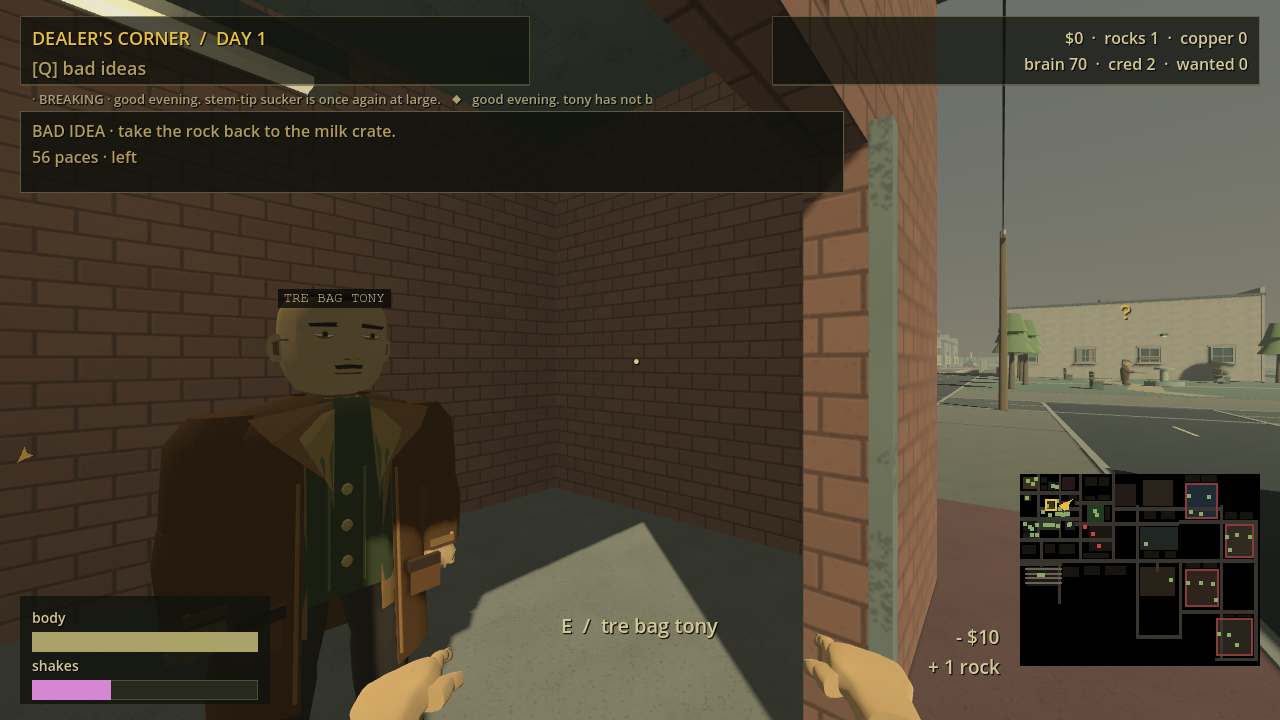 DEALER'S CORNER / DAY 1
[Q] bad ideas
$0 · rocks 1 · copper 0
brain 70 · cred 2 · wanted 0
· BREAKING · good evening. stem-tip sucker is once again at large. ◆ good evening. tony has not b
BAD IDEA · take the rock back to the milk crate.
56 paces · left
TRE BAG TONY
?
E / tre bag tony
- $10
+ 1 rock
body
shakes